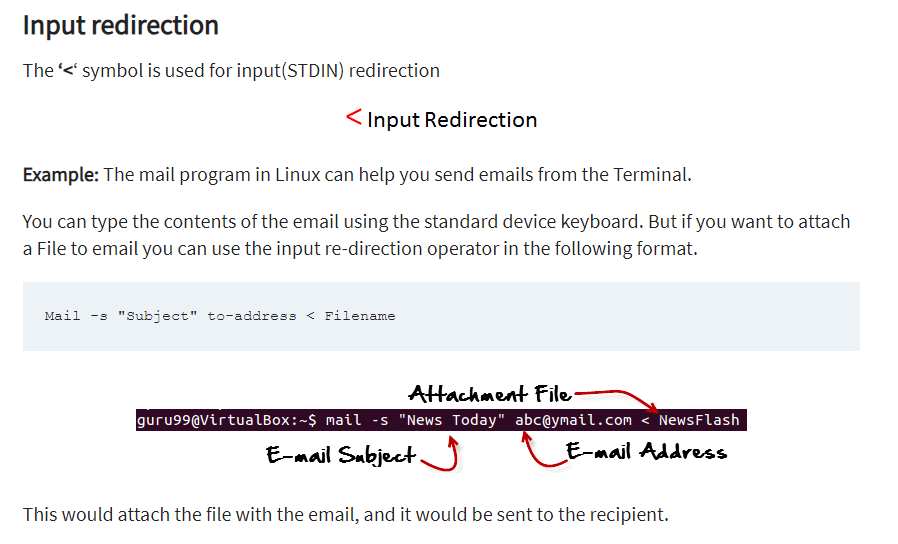 Input redirection
The ‘<‘ symbol is used for input(STDIN) redirection
< Input Redirection
Example: The mail program in Linux can help you send emails from the Terminal.
You can type the contents of the email using the standard device keyboard. But if you want to attach
a File to email you can use the input re-direction operator in the following format.
Mail -s "Subject" to-address < Filename
Attachment File
guru99@VirtualBox:~$ mail -s "News Today" abc@ymail.com < NewsFlash
E-mail Subject
E-mail Address
This would attach the file with the email, and it would be sent to the recipient.